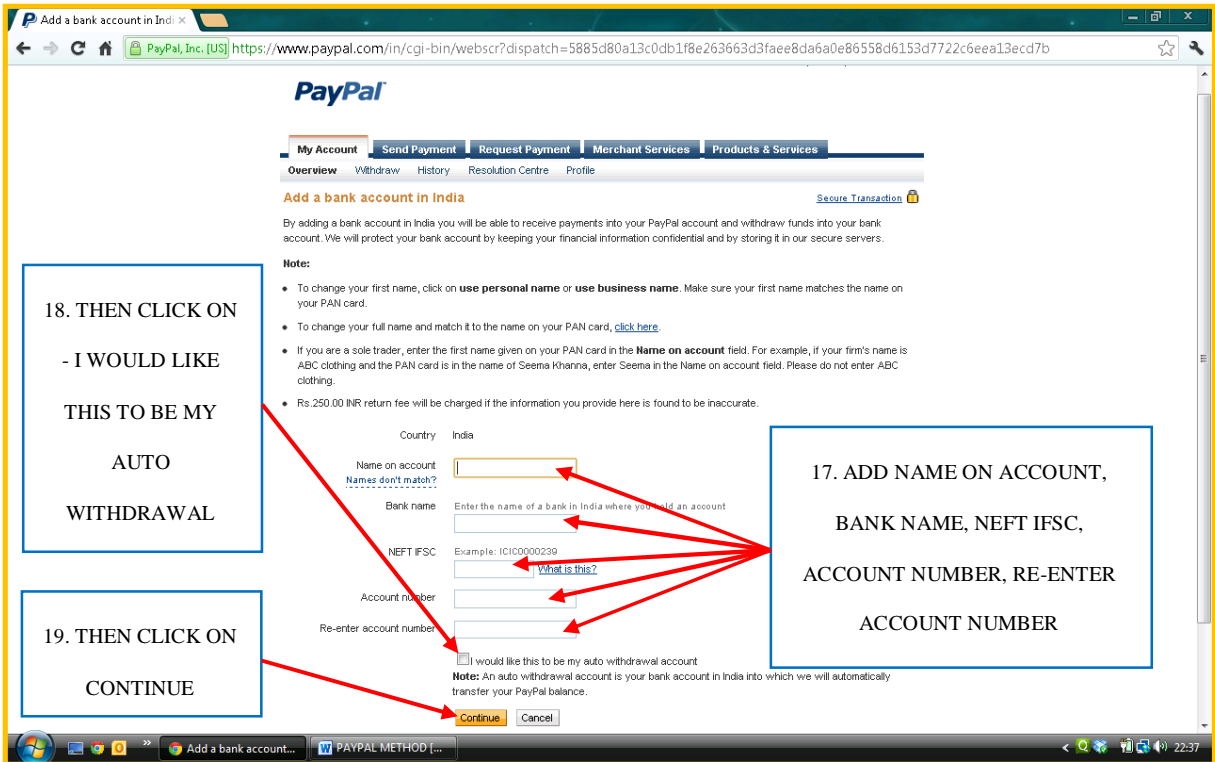 Add a bank account in Indi
PayPal, Inc. [US] https://www.paypal.com/in/cgi-bin/webscr?dispatch=5885d80a13c0db1f8e263663d3faee8da6a0e86558d6153d7722c6eea13ecd7b
PayPal
My Account Send Payment Request Payment Merchant Services Products & Services
Overview Withdraw History Resolution Centre Profile
Add a bank account in India
Secure Transaction
By adding a bank account in India you will be able to receive payments into your PayPal account and withdraw funds into your bank
account. We will protect your bank account by keeping your financial information confidential and by storing it in our secure servers.
Note:
• To change your first name, click on use personal name or use business name. Make sure your first name matches the name on
your PAN card.
• To change your full name and match it to the name on your PAN card, click here.
• If you are a sole trader, enter the first name given on your PAN card in the Name on account field. For example, if your firm's name is
ABC clothing and the PAN card is in the name of Seema Khanna, enter Seema in the Name on account field. Please do not enter ABC
clothing.
• Rs.250.00 INR return fee will be charged if the information you provide here is found to be inaccurate.
18. THEN CLICK ON
- I WOULD LIKE
THIS TO BE MY
AUTO
WITHDRAWAL
Country India
Name on account
Names don't match?
Bank name Enter the name of a bank in India where you hold an account
NEFT IFSC Example: ICIC0000239
What is this?
Account number
Re-enter account number
17. ADD NAME ON ACCOUNT,
BANK NAME, NEFT IFSC,
ACCOUNT NUMBER, RE-ENTER
ACCOUNT NUMBER
19. THEN CLICK ON
CONTINUE
I would like this to be my auto withdrawal account
Note: An auto withdrawal account is your bank account in India into which we will automatically
transfer your PayPal balance.
Continue Cancel
Add a bank account... PAYPAL METHOD [... 22:37